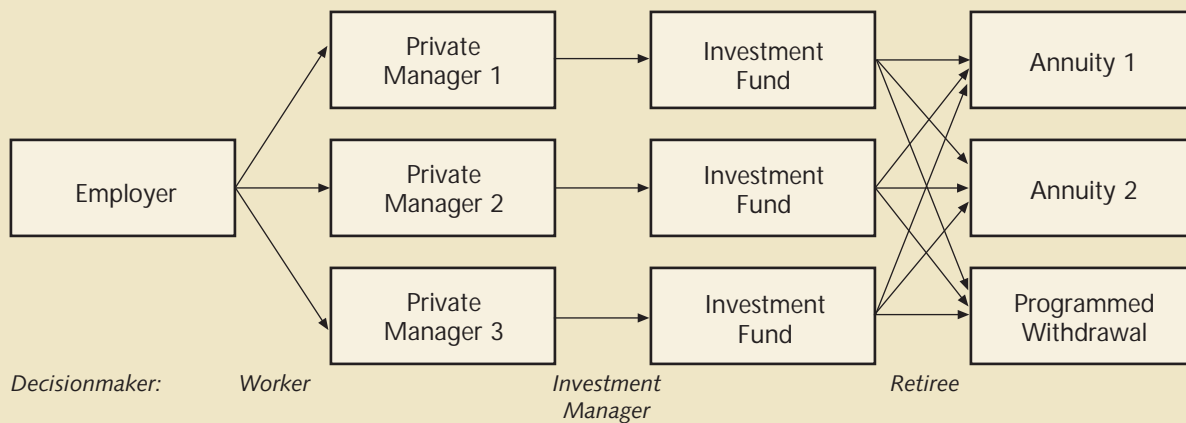 Private
Manager 1
Investment
Fund
Annuity 1
Employer
Private
Manager 2
Investment
Fund
Annuity 2
Private
Manager 3
Investment
Fund
Programmed
Withdrawal
Decisionmaker:
Worker
Investment
Manager
Retiree